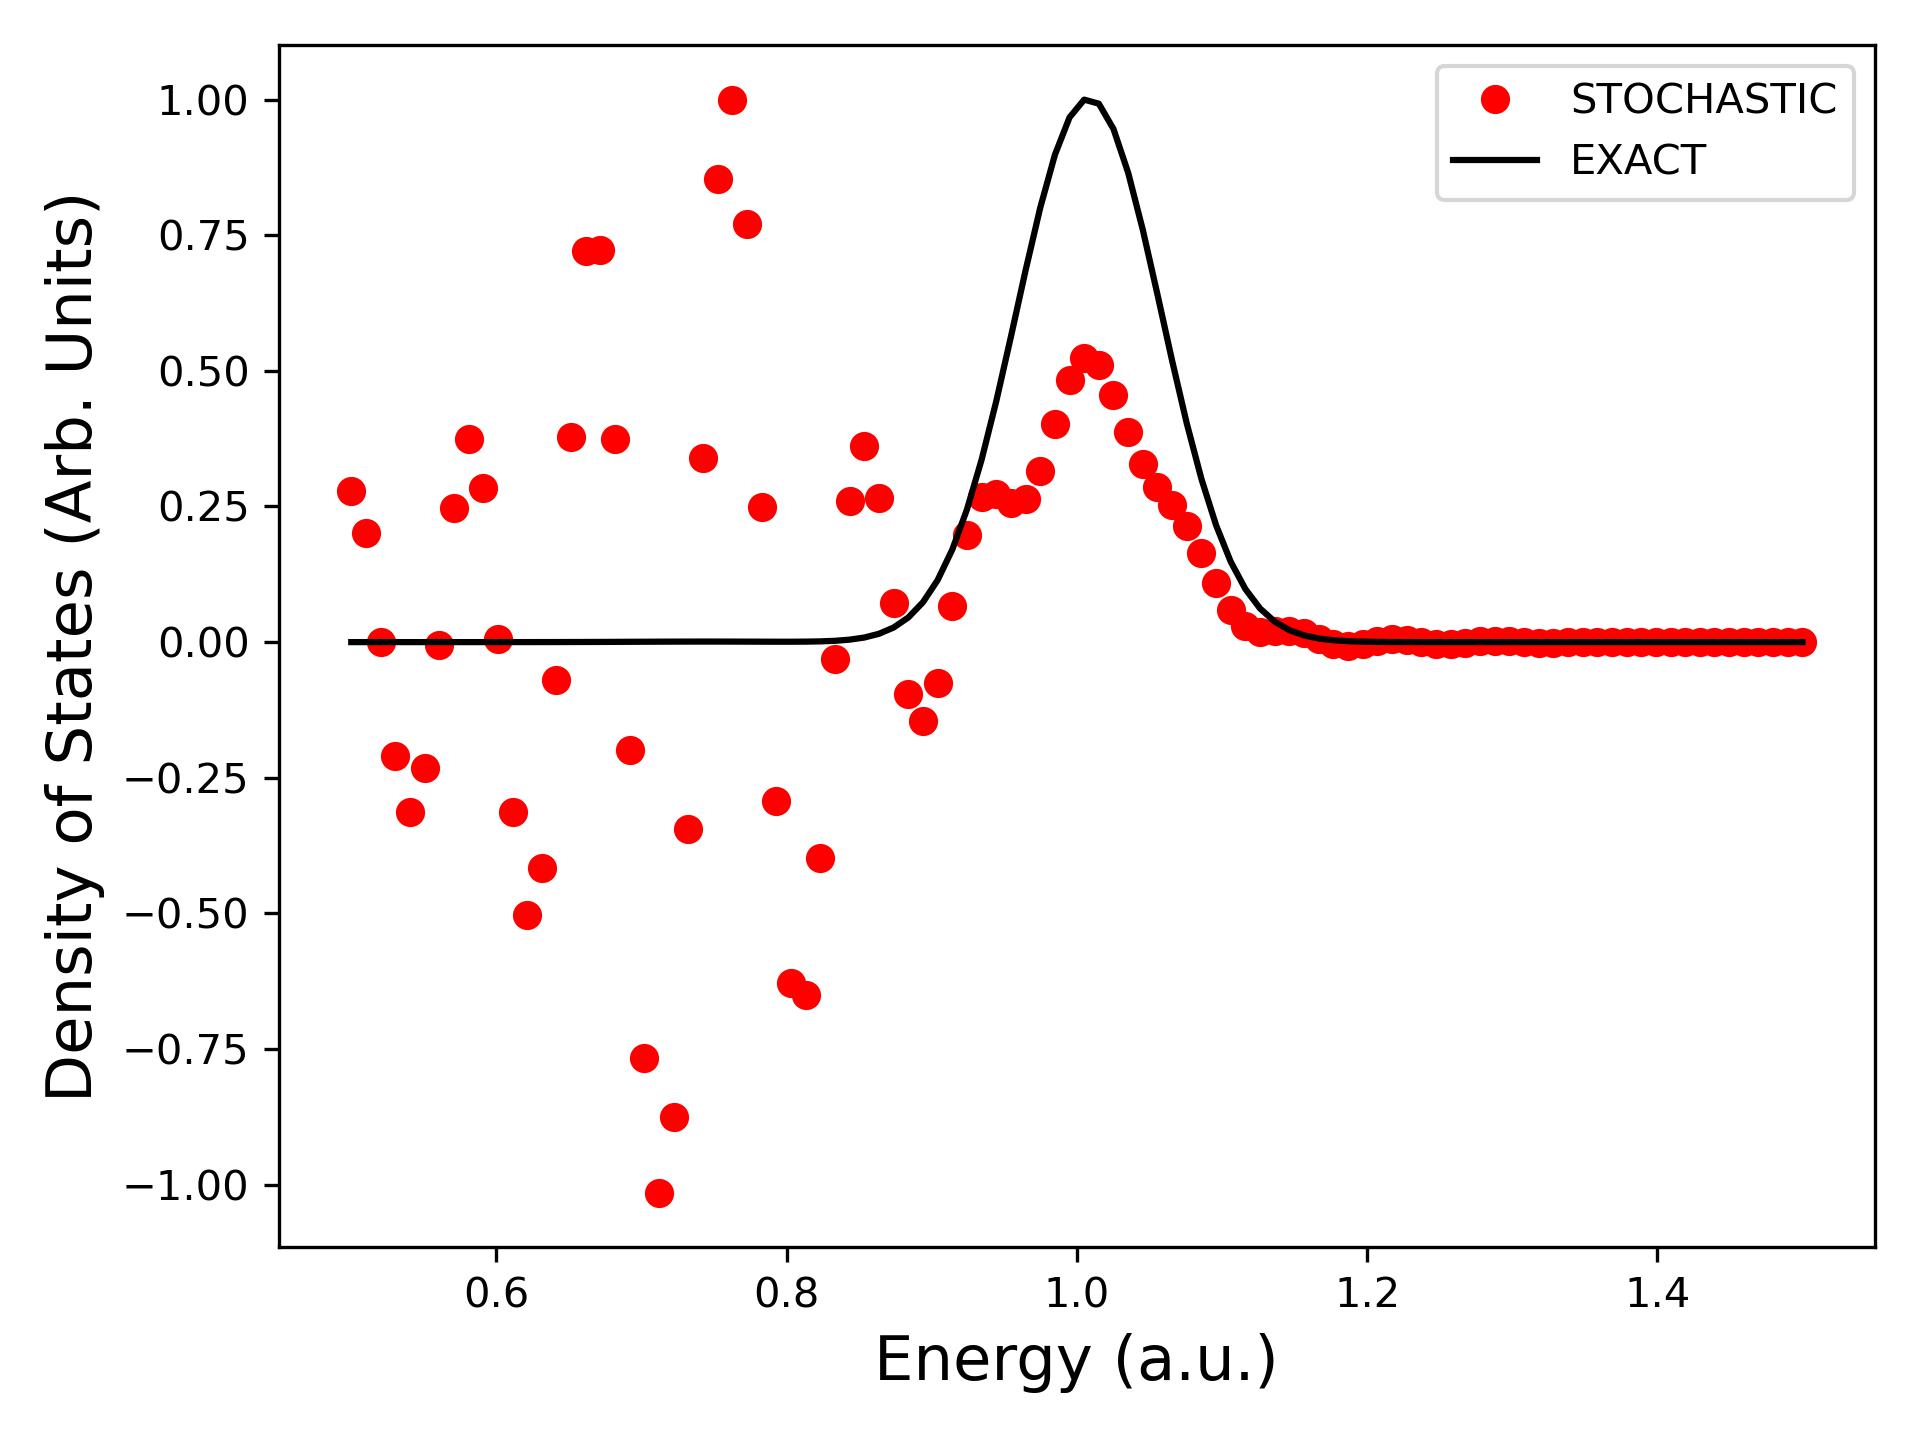 Density of States (Arb. Units)
1.00
0.75
0.50
0.25
0.00
−0.25
−0.50
−0.75
−1.00
STOCHASTIC
EXACT
0.6 0.8 1.0 1.2 1.4
Energy (a.u.)